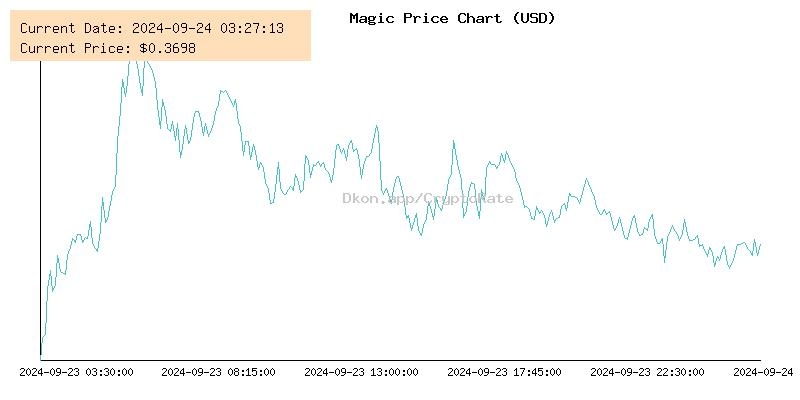 Magic Price Chart (USD)
Current Date: 2024-09-24 03:27:13
Current Price: $0.3698
Dkon.app/CryptoRate
2024-09-23 03:30:00 2024-09-23 08:15:00 2024-09-23 13:00:00 2024-09-23 17:45:00 2024-09-23 22:30:00 2024-09-24